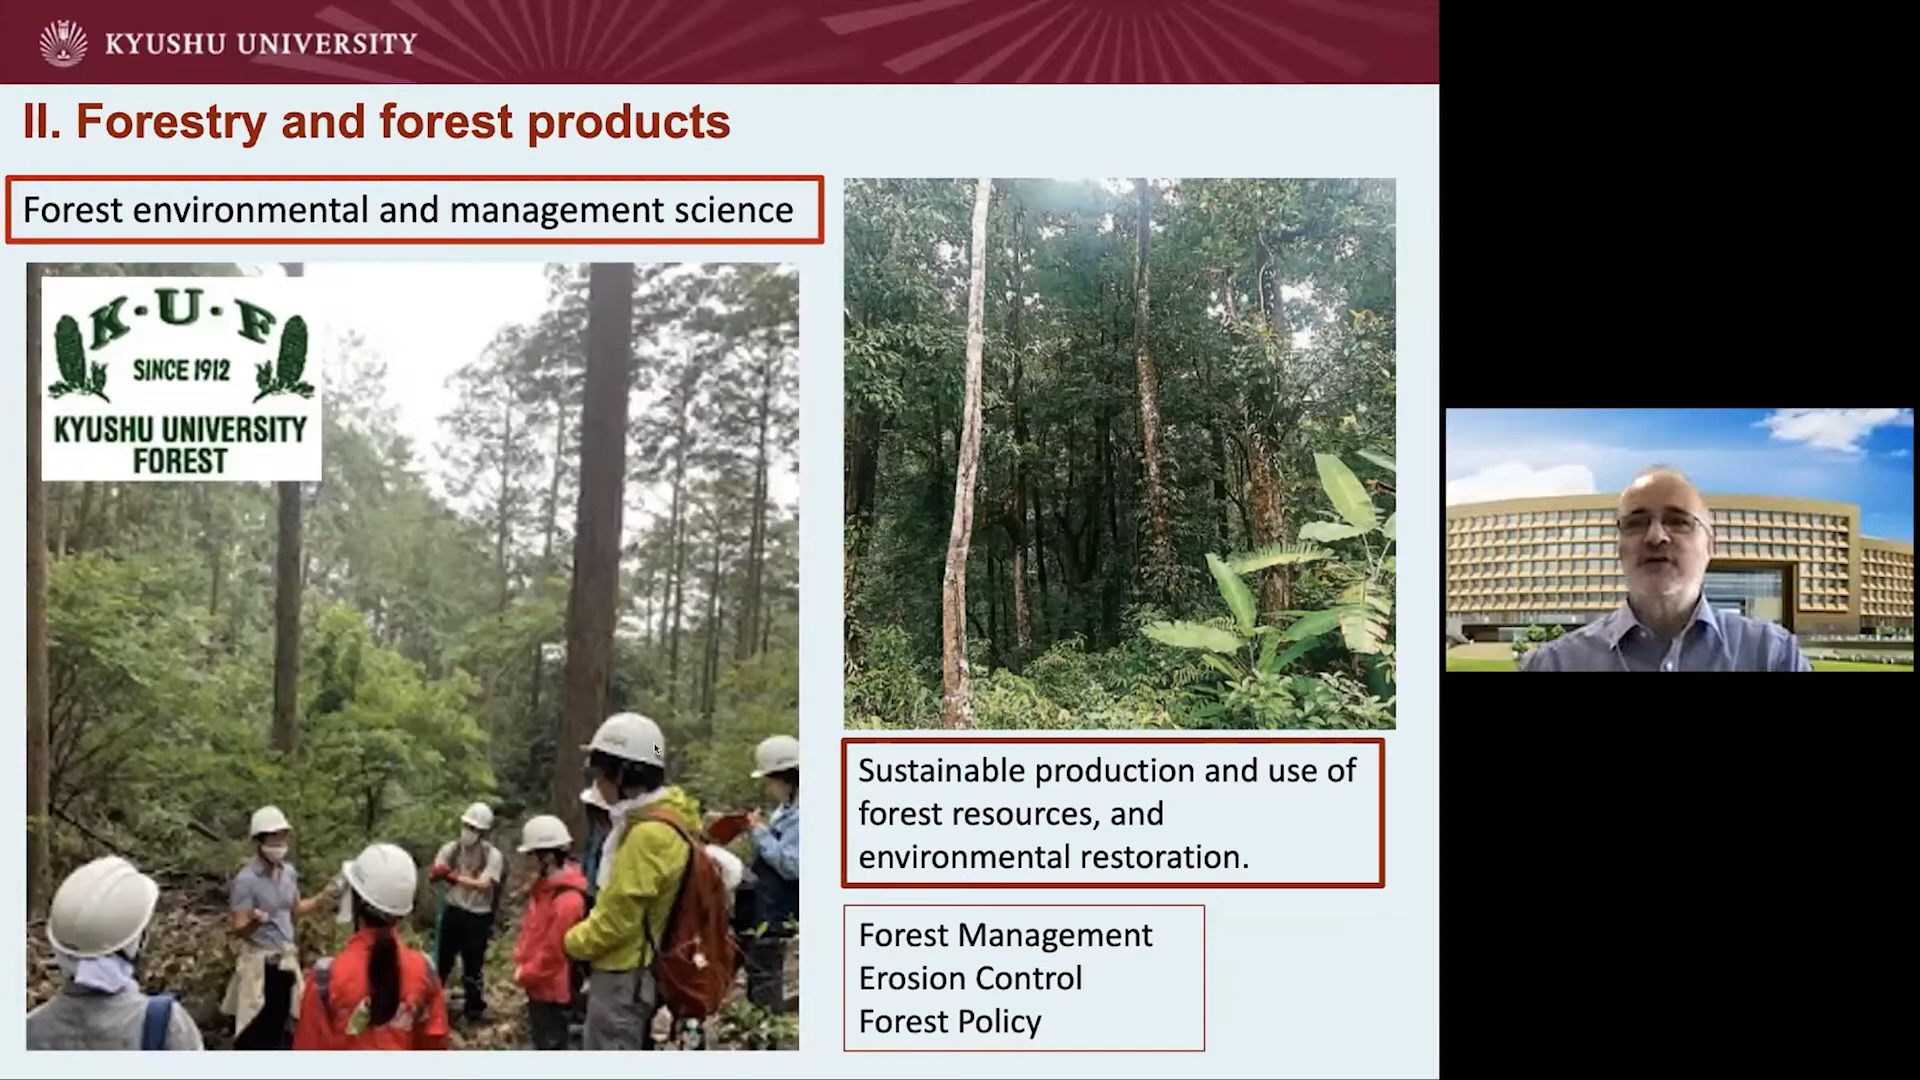 KYUSHU UNIVERSITY
II. Forestry and forest products
Forest environmental and management science
K·U·F
SINCE 1912
KYUSHU UNIVERSITY
FOREST
Sustainable production and use of
forest resources, and
environmental restoration.
Forest Management
Erosion Control
Forest Policy